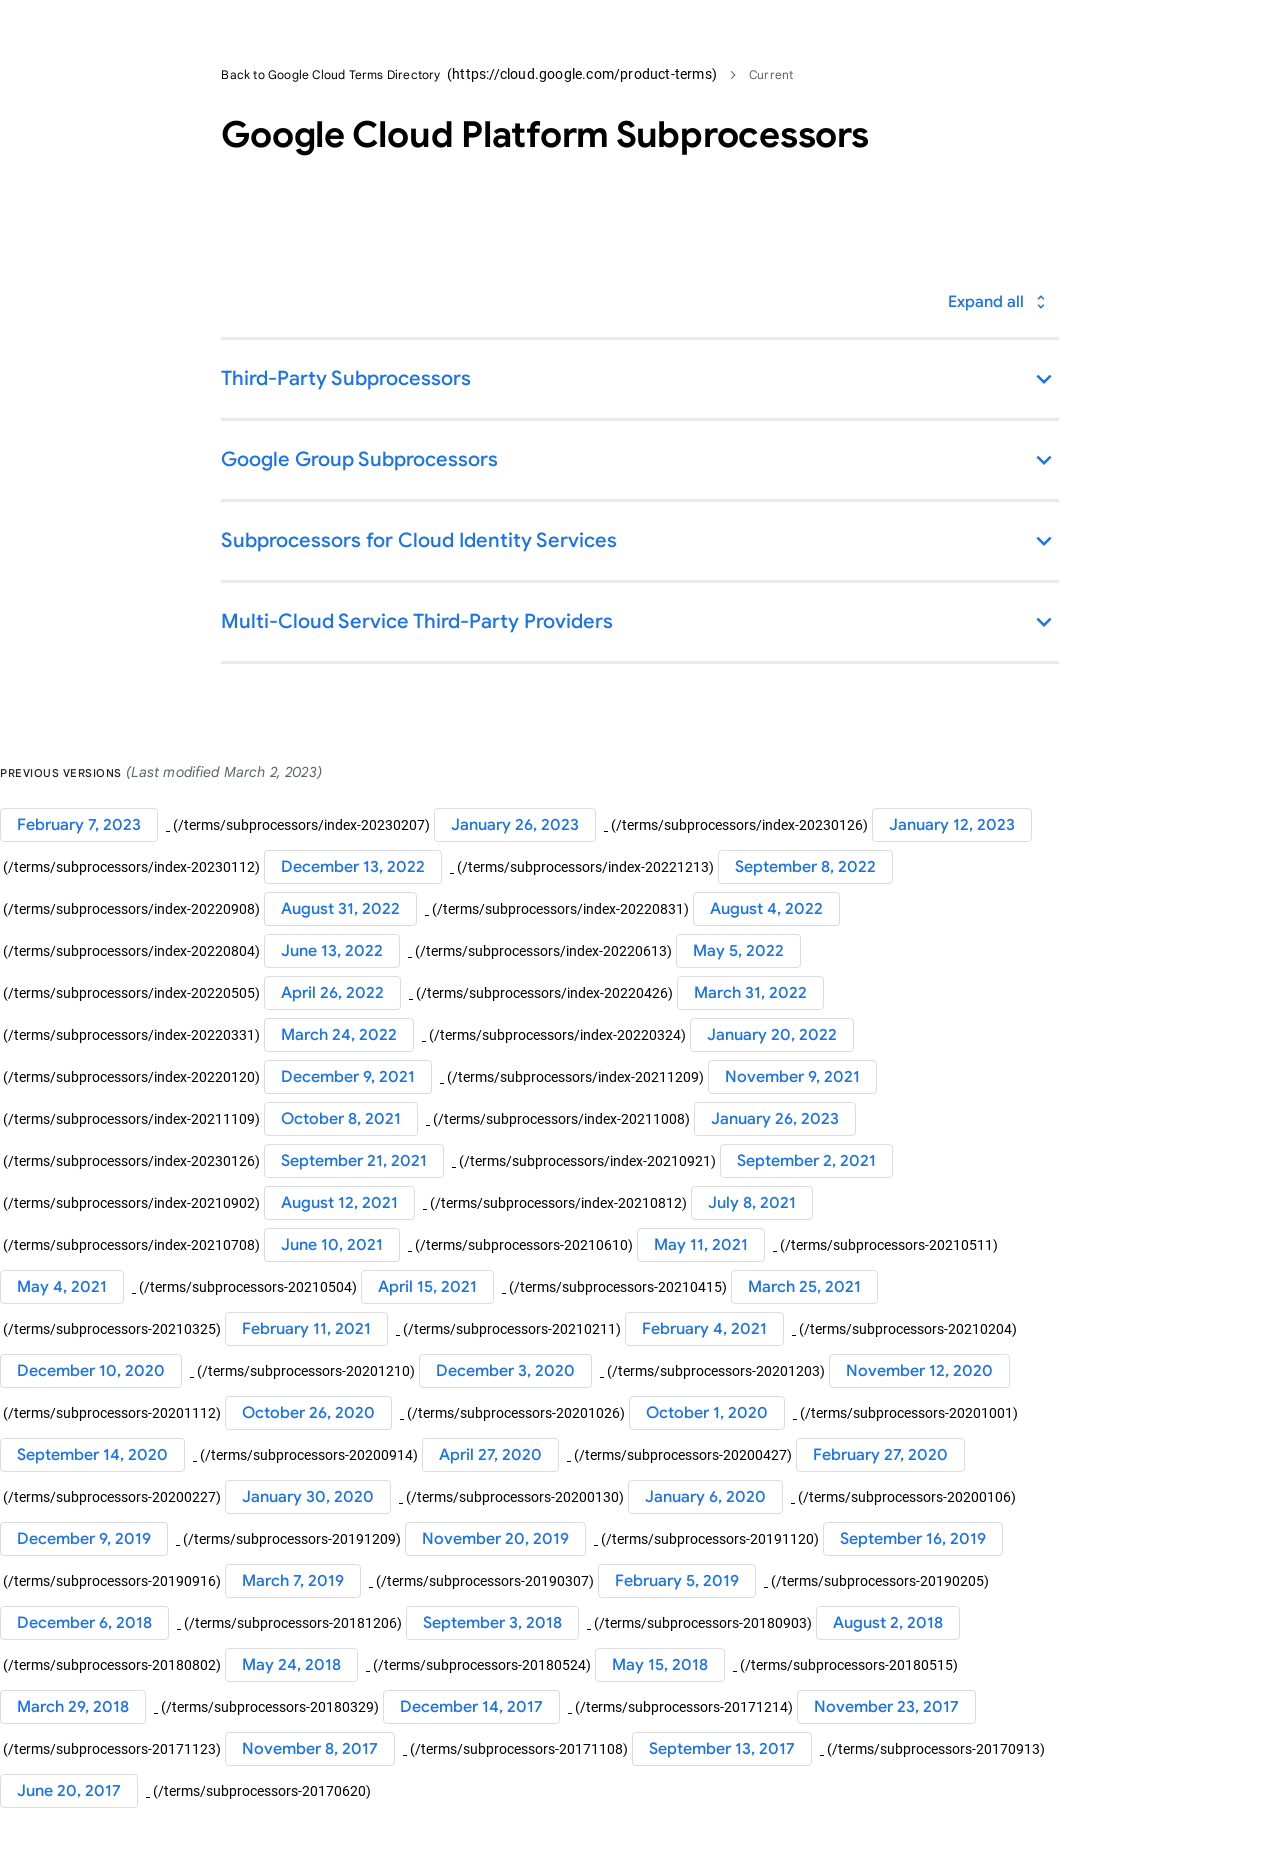 Back to Google Cloud Terms Directory (https://cloud.google.com/product-terms) > Current
Google Cloud Platform Subprocessors
Expand all
Third-Party Subprocessors
Google Group Subprocessors
Subprocessors for Cloud Identity Services
Multi-Cloud Service Third-Party Providers
PREVIOUS VERSIONS (Last modified March 2, 2023)
February 7, 2023 (/terms/subprocessors/index-20230207) January 26, 2023 (/terms/subprocessors/index-20230126) January 12, 2023
(/terms/subprocessors/index-20230112) December 13, 2022 (/terms/subprocessors/index-20221213) September 8, 2022
(/terms/subprocessors/index-20220908) August 31, 2022 (/terms/subprocessors/index-20220831) August 4, 2022
(/terms/subprocessors/index-20220804) June 13, 2022 (/terms/subprocessors/index-20220613) May 5, 2022
(/terms/subprocessors/index-20220505) April 26, 2022 (/terms/subprocessors/index-20220426) March 31, 2022
(/terms/subprocessors/index-20220331) March 24, 2022 (/terms/subprocessors/index-20220324) January 20, 2022
(/terms/subprocessors/index-20220120) December 9, 2021 (/terms/subprocessors/index-20211209) November 9, 2021
(/terms/subprocessors/index-20211109) October 8, 2021 (/terms/subprocessors/index-20211008) January 26, 2023
(/terms/subprocessors/index-20230126) September 21, 2021 (/terms/subprocessors/index-20210921) September 2, 2021
(/terms/subprocessors/index-20210902) August 12, 2021 (/terms/subprocessors/index-20210812) July 8, 2021
(/terms/subprocessors/index-20210708) June 10, 2021 (/terms/subprocessors-20210610) May 11, 2021 (/terms/subprocessors-20210511)
May 4, 2021 (/terms/subprocessors-20210504) April 15, 2021 (/terms/subprocessors-20210415) March 25, 2021
(/terms/subprocessors-20210325) February 11, 2021 (/terms/subprocessors-20210211) February 4, 2021 (/terms/subprocessors-20210204)
December 10, 2020 (/terms/subprocessors-20201210) December 3, 2020 (/terms/subprocessors-20201203) November 12, 2020
(/terms/subprocessors-20201112) October 26, 2020 (/terms/subprocessors-20201026) October 1, 2020 (/terms/subprocessors-20201001)
September 14, 2020 (/terms/subprocessors-20200914) April 27, 2020 (/terms/subprocessors-20200427) February 27, 2020
(/terms/subprocessors-20200227) January 30, 2020 (/terms/subprocessors-20200130) January 6, 2020 (/terms/subprocessors-20200106)
December 9, 2019 (/terms/subprocessors-20191209) November 20, 2019 (/terms/subprocessors-20191120) September 16, 2019
(/terms/subprocessors-20190916) March 7, 2019 (/terms/subprocessors-20190307) February 5, 2019 (/terms/subprocessors-20190205)
December 6, 2018 (/terms/subprocessors-20181206) September 3, 2018 (/terms/subprocessors-20180903) August 2, 2018
(/terms/subprocessors-20180802) May 24, 2018 (/terms/subprocessors-20180524) May 15, 2018 (/terms/subprocessors-20180515)
March 29, 2018 (/terms/subprocessors-20180329) December 14, 2017 (/terms/subprocessors-20171214) November 23, 2017
(/terms/subprocessors-20171123) November 8, 2017 (/terms/subprocessors-20171108) September 13, 2017 (/terms/subprocessors-20170913)
June 20, 2017 (/terms/subprocessors-20170620)